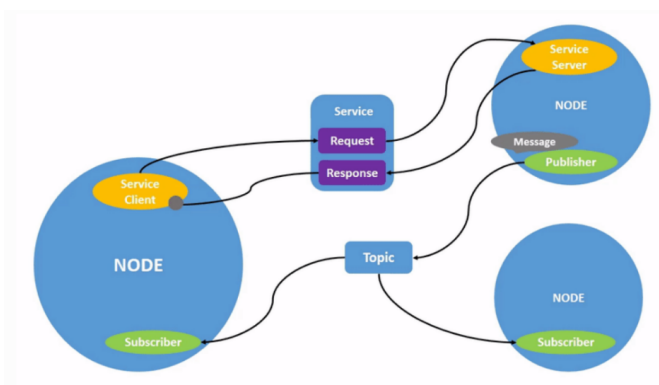 Service
Server
NODE
Message
Publisher
Service
Request
Response
Service
Client
NODE
Subscriber
Topic
NODE
Subscriber